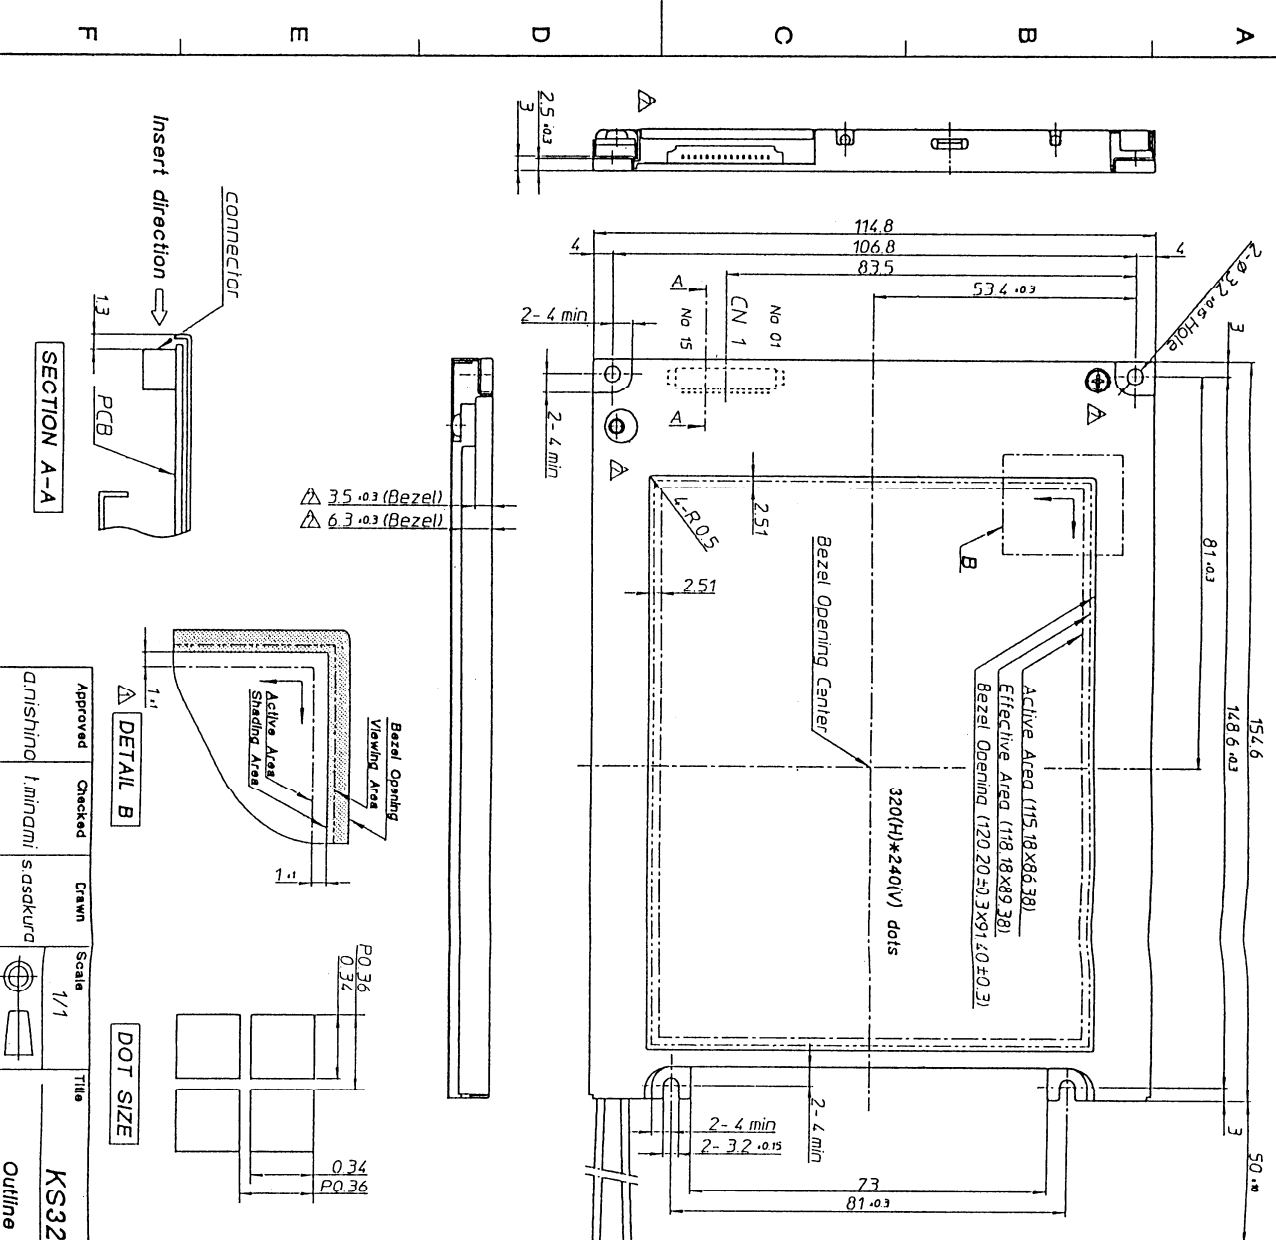 F
E
D
C
B
A
2.5 ±0.3
3
114.8
106.8
83.5
53.4 ±0.3
4
4
2-ø3.2 ±0.15 Hole
3
Insert direction
connector
1.3
PCB
SECTION A-A
2-4 min
2-4 min
A
A
No 15
CN 1
No 01
3.5 ±0.3 (Bezel)
6.3 ±0.3 (Bezel)
4-R0.5
2.51
2.51
B
81 ±0.3
154.6
148.6 ±0.3
Bezel Opening Center
Active Area (115.18X86.38)
Effective Area (118.18X89.38)
Bezel Opening (120.20±0.3X91.40±0.3)
320(H)*240(V) dots
Bezel Opening
Viewing Area
Active Area
Shading Area
1 ±1
1 ±1
DETAIL B
P0.36
0.34
0.34
P0.36
DOT SIZE
2-4 min
2-3.2 ±0.15
2-4 min
73
81 ±0.3
3
50 ±10
Approved
a.nishino
Checked
t.minami
Drawn
s.asakura
Scale
1/1
Title
KS32
Outline